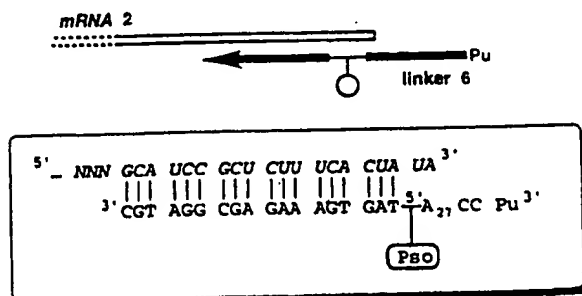 mRNA 2
Pu
linker 6
5'_ NNN GCA UCC GCU CUU UCA CUA UA 3'
3' CGT AGG CGA GAA AGT GAT 5' A27 CC Pu 3'
Pso